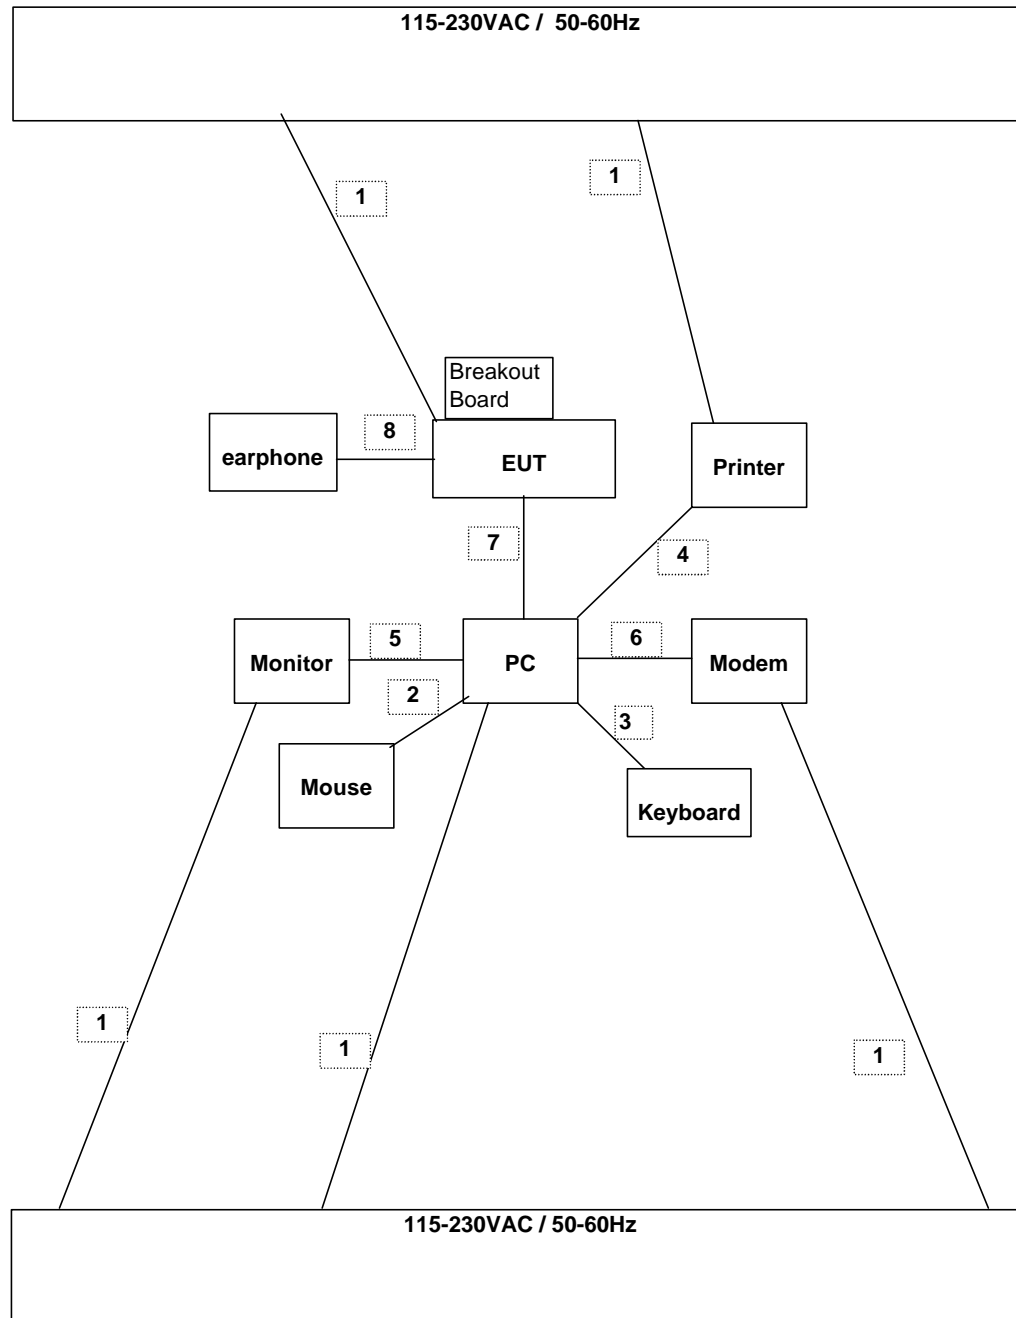 115-230VAC / 50-60Hz
1
1
Breakout
Board
earphone
8
EUT
Printer
7
4
Monitor
5
PC
6
Modem
2
3
Mouse
Keyboard
1
1
1
115-230VAC / 50-60Hz